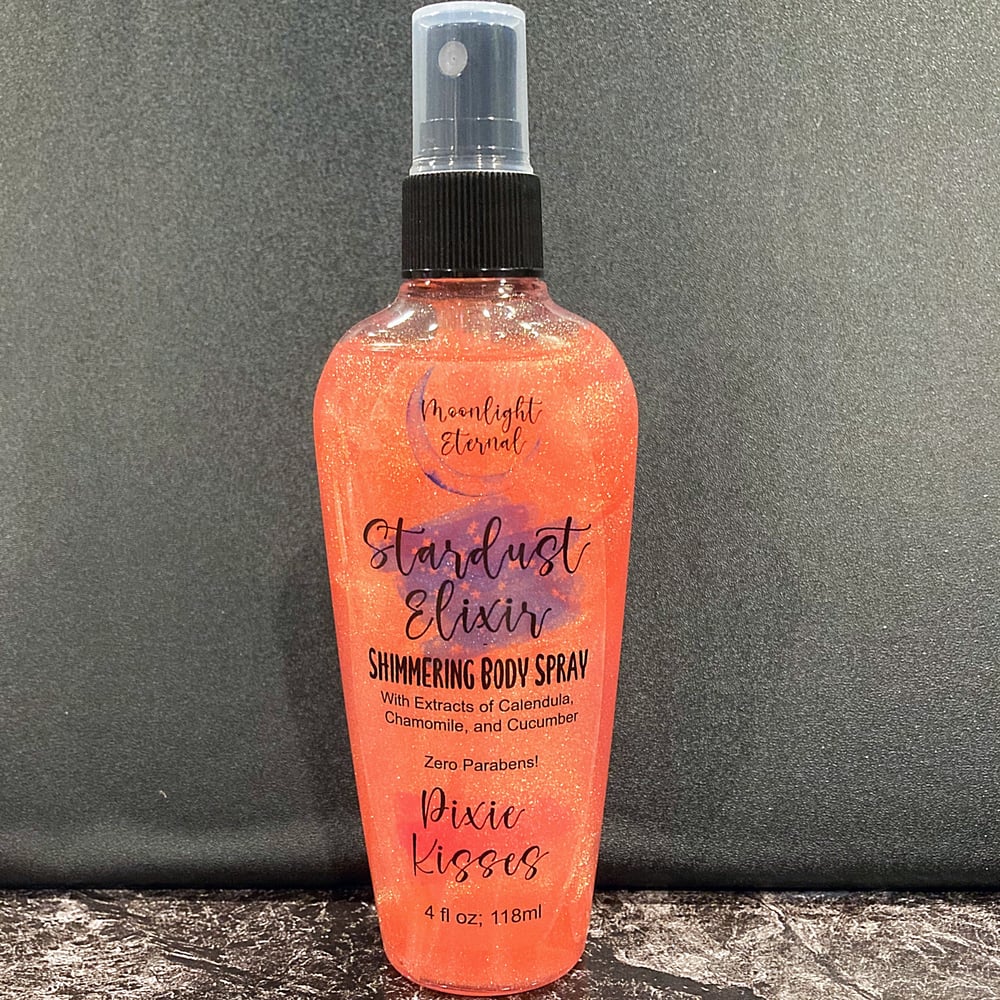 Moonlight
Eternal
Stardust
Elixir
SHIMMERING BODY SPRAY
With Extracts of Calendula,
Chamomile, and Cucumber
Zero Parabens!
Pixie
Kisses
4 fl oz; 118ml